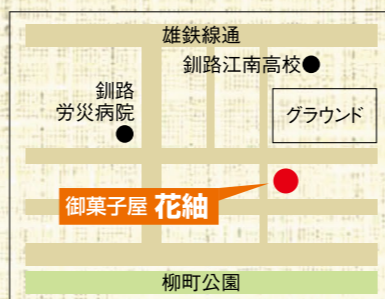 雄鉄線通
釧路江南高校
釧路
労災病院
グラウンド
御菓子屋 花紬
柳町公園